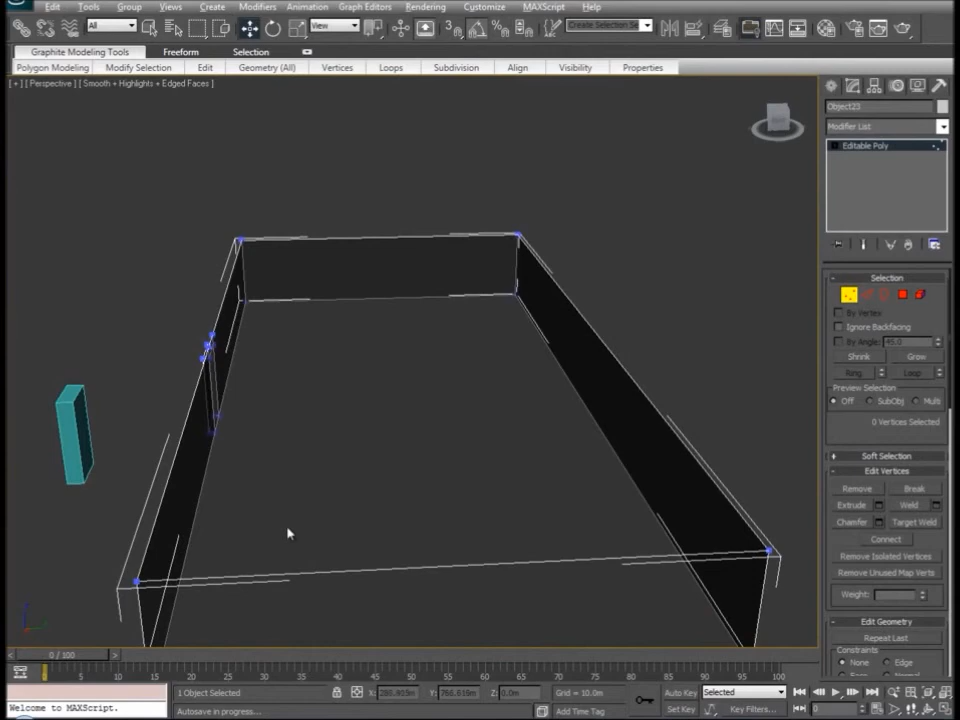 Edit Tools Group Views Create Modifiers Animation Graph Editors Rendering Customize MAXScript Help
All View 3 Create Selection Se
Graphite Modeling Tools Freeform Selection
Polygon Modeling Modify Selection Edit Geometry (All) Vertices Loops Subdivision Align Visibility Properties
[ + ] [ Perspective ] [ Smooth + Highlights + Edged Faces ]
Object23
Modifier List
Editable Poly
Selection
By Vertex
Ignore Backfacing
By Angle: 45.0
Shrink Grow
Ring Loop
Preview Selection
Off SubObj Multi
0 Vertices Selected
Soft Selection
Edit Vertices
Remove Break
Extrude Weld
Chamfer Target Weld
Connect
Remove Isolated Vertices
Remove Unused Map Verts
Weight:
Edit Geometry
Repeat Last
Constraints
None Edge
< 0 / 100 >
0 5 10 15 20 25 30 35 40 45 50 55 60 65 70 75 80 85 90 95 100
1 Object Selected X: Y: Z: 0.0m Grid = 10.0m Auto Key Selected
Welcome to MAXScript. Autosave in progress... Add Time Tag Set Key Key Filters... 0